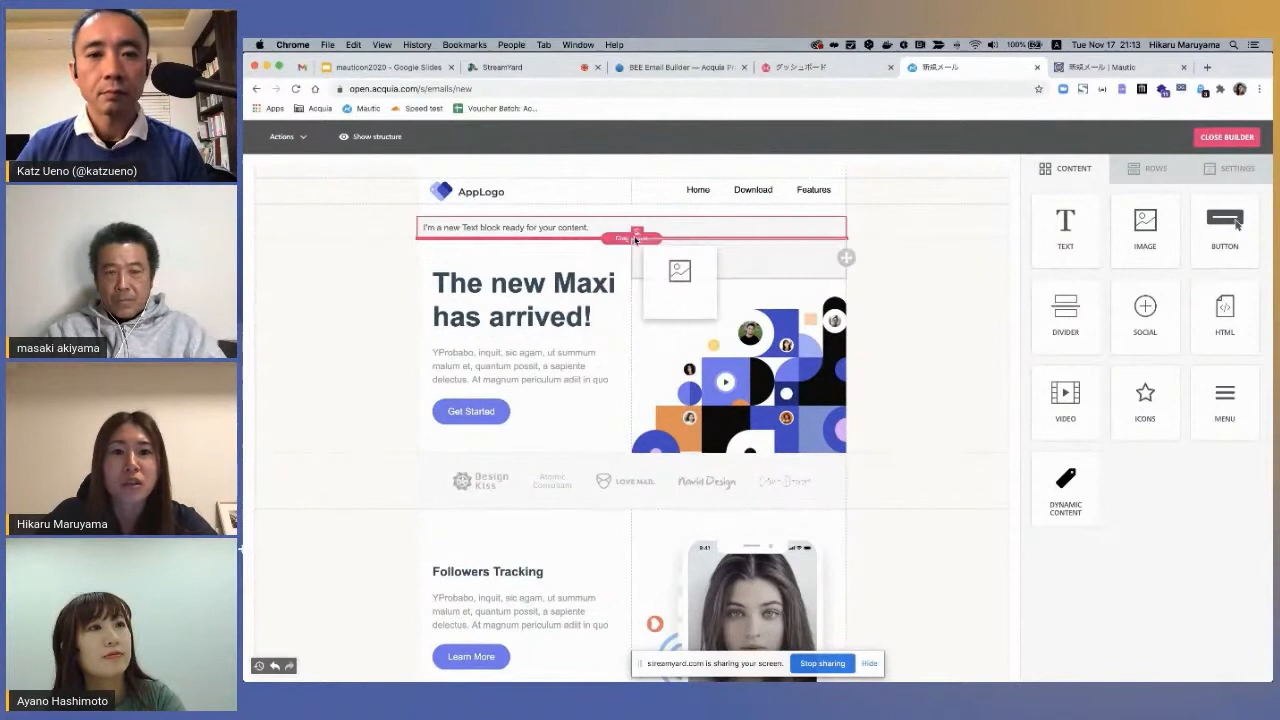 Katz Ueno (@katzueno)
masaki akiyama
Hikaru Maruyama
Ayano Hashimoto
Chrome File Edit View History Bookmarks People Tab Window Help
100% Tue Nov 17 21:13 Hikaru Maruyama
mauticon2020 - Google Slides
StreamYard
BEE Email Builder — Acquia Pr
ダッシュボード
新規メール
新規メール | Mautic
open.acquia.com/s/emails/new
Apps Acquia Mautic Speed test Voucher Batch: Ac...
Actions
Show structure
CLOSE BUILDER
AppLogo
Home Download Features
I'm a new Text block ready for your content.
The new Maxi
has arrived!
YProbabo, inquit, sic agam, ut summum
malum et, quantum possit, a sapiente
delectus. At magnum periculum adiit in quo
Get Started
Design
Kiss
Atomic
Consultant
LOVE MAIL
Nawid Design
Followers Tracking
YProbabo, inquit, sic agam, ut summum
malum et, quantum possit, a sapiente
delectus. At magnum periculum adiit in quo
Learn More
9:41
streamyard.com is sharing your screen.
Stop sharing
Hide
CONTENT
ROWS
SETTINGS
TEXT
IMAGE
BUTTON
DIVIDER
SOCIAL
HTML
VIDEO
ICONS
MENU
DYNAMIC
CONTENT